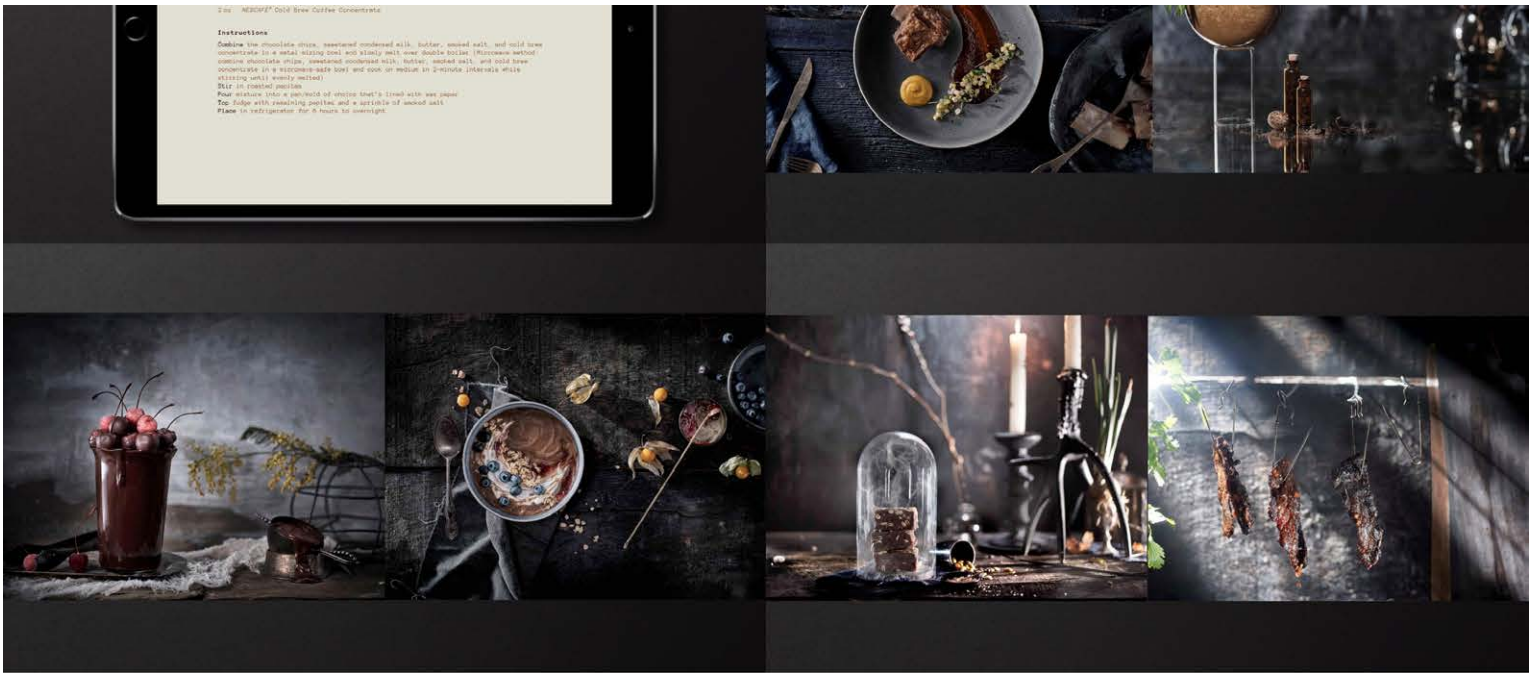 2 oz NESCAFÉ® Cold Brew Coffee Concentrate
Instructions
Combine the chocolate chips, sweetened condensed milk, butter, smoked salt, and cold brew
concentrate in a metal mixing bowl and slowly melt over double boiler (Microwave method:
combine chocolate chips, sweetened condensed milk, butter, smoked salt, and cold brew
concentrate in a microwave-safe bowl and cook on medium in 2-minute intervals while
stirring until evenly melted)
Stir in roasted pepitas
Pour mixture into a pan/mold of choice that's lined with wax paper
Top fudge with remaining pepitas and a sprinkle of smoked salt
Place in refrigerator for 6 hours to overnight